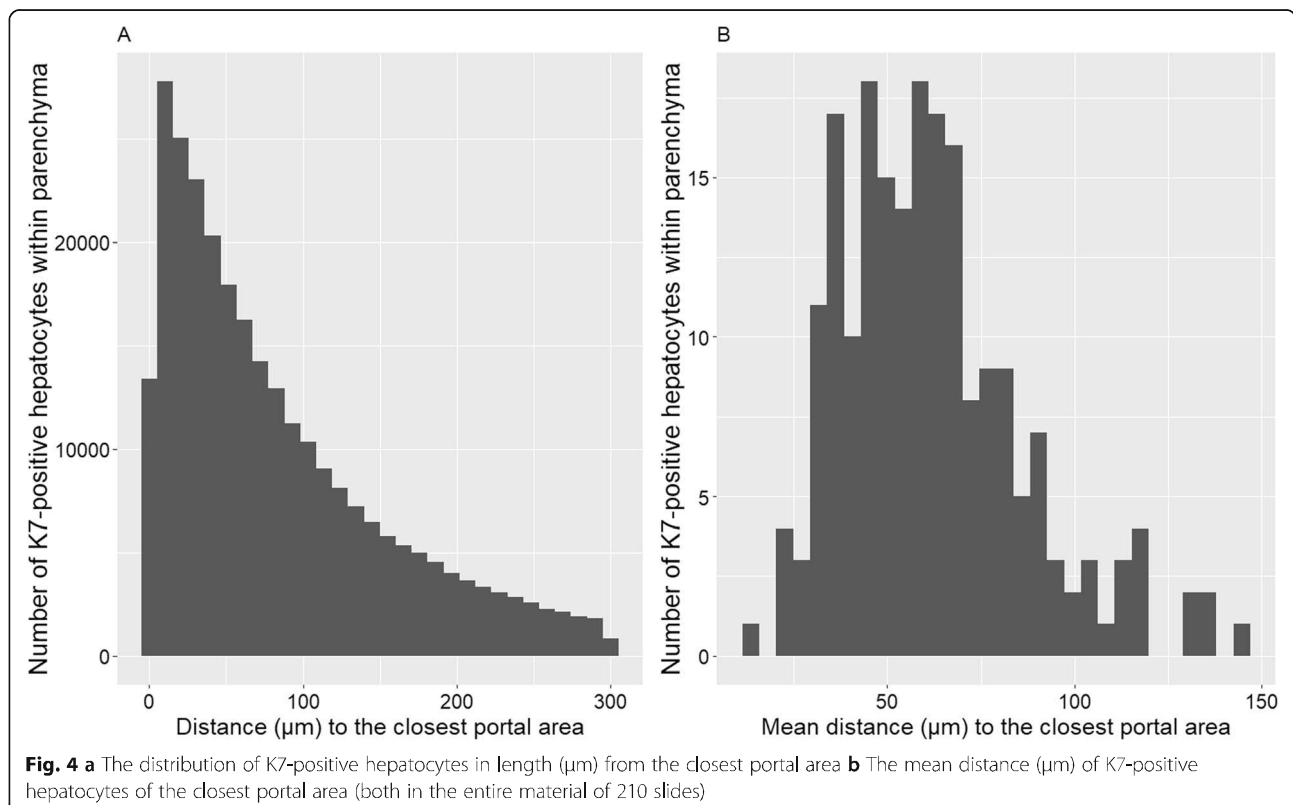 A
Number of K7-positive hepatocytes within parenchyma
20000
10000
0
0 100 200 300
Distance (µm) to the closest portal area
B
Number of K7-positive hepatocytes within parenchyma
15
10
5
0
50 100 150
Mean distance (µm) to the closest portal area
Fig. 4 a The distribution of K7-positive hepatocytes in length (µm) from the closest portal area b The mean distance (µm) of K7-positive
hepatocytes of the closest portal area (both in the entire material of 210 slides)